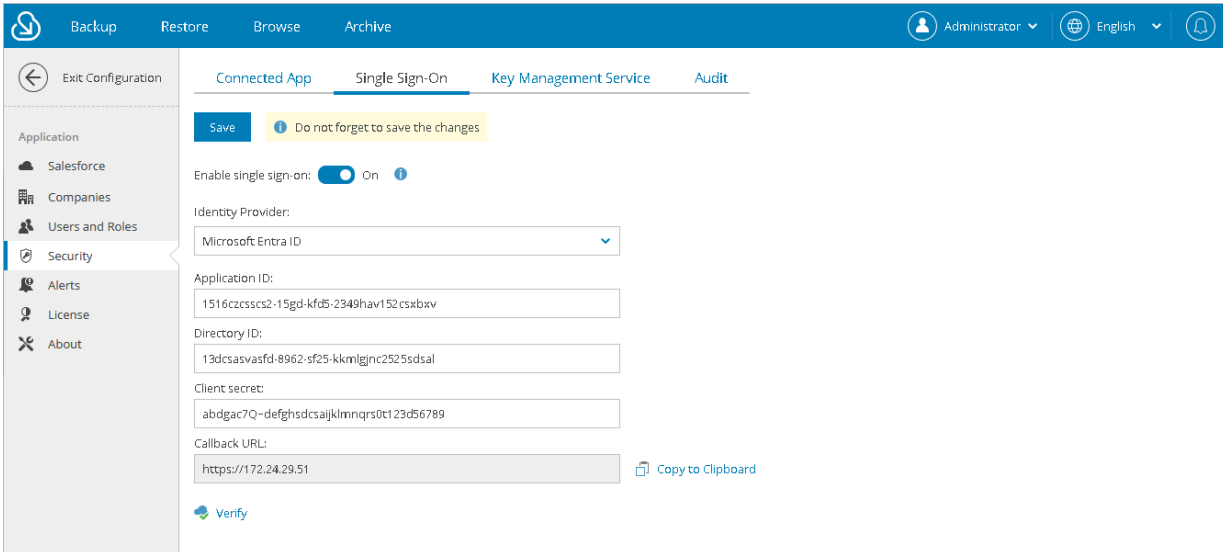 Backup Restore Browse Archive Administrator English
Exit Configuration
Connected App Single Sign-On Key Management Service Audit
Save Do not forget to save the changes
Application
Salesforce
Companies
Users and Roles
Security
Alerts
License
About
Enable single sign-on: On
Identity Provider:
Microsoft Entra ID
Application ID:
1516czcsscs2-15gd-kfd5-2349hav152csxbxv
Directory ID:
13dcsasvasfd-8962-sf25-kkmlgjnc2525sdsal
Client secret:
abdgac7Q~defghsdcsaijklmnqrs0t123d56789
Callback URL:
https://172.24.29.51 Copy to Clipboard
Verify